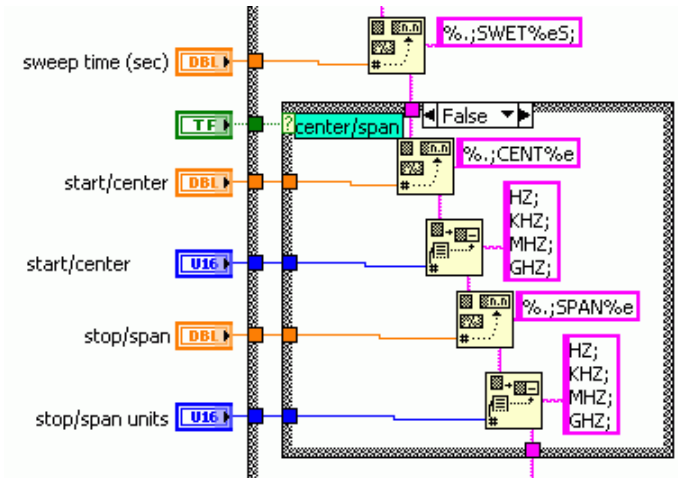 %.;SWET%eS;
sweep time (sec)
DBL
TF
?
center/span
False
%.;CENT%e
start/center
DBL
HZ;
KHZ;
MHZ;
GHZ;
start/center
U16
%.;SPAN%e
stop/span
DBL
HZ;
KHZ;
MHZ;
GHZ;
stop/span units
U16